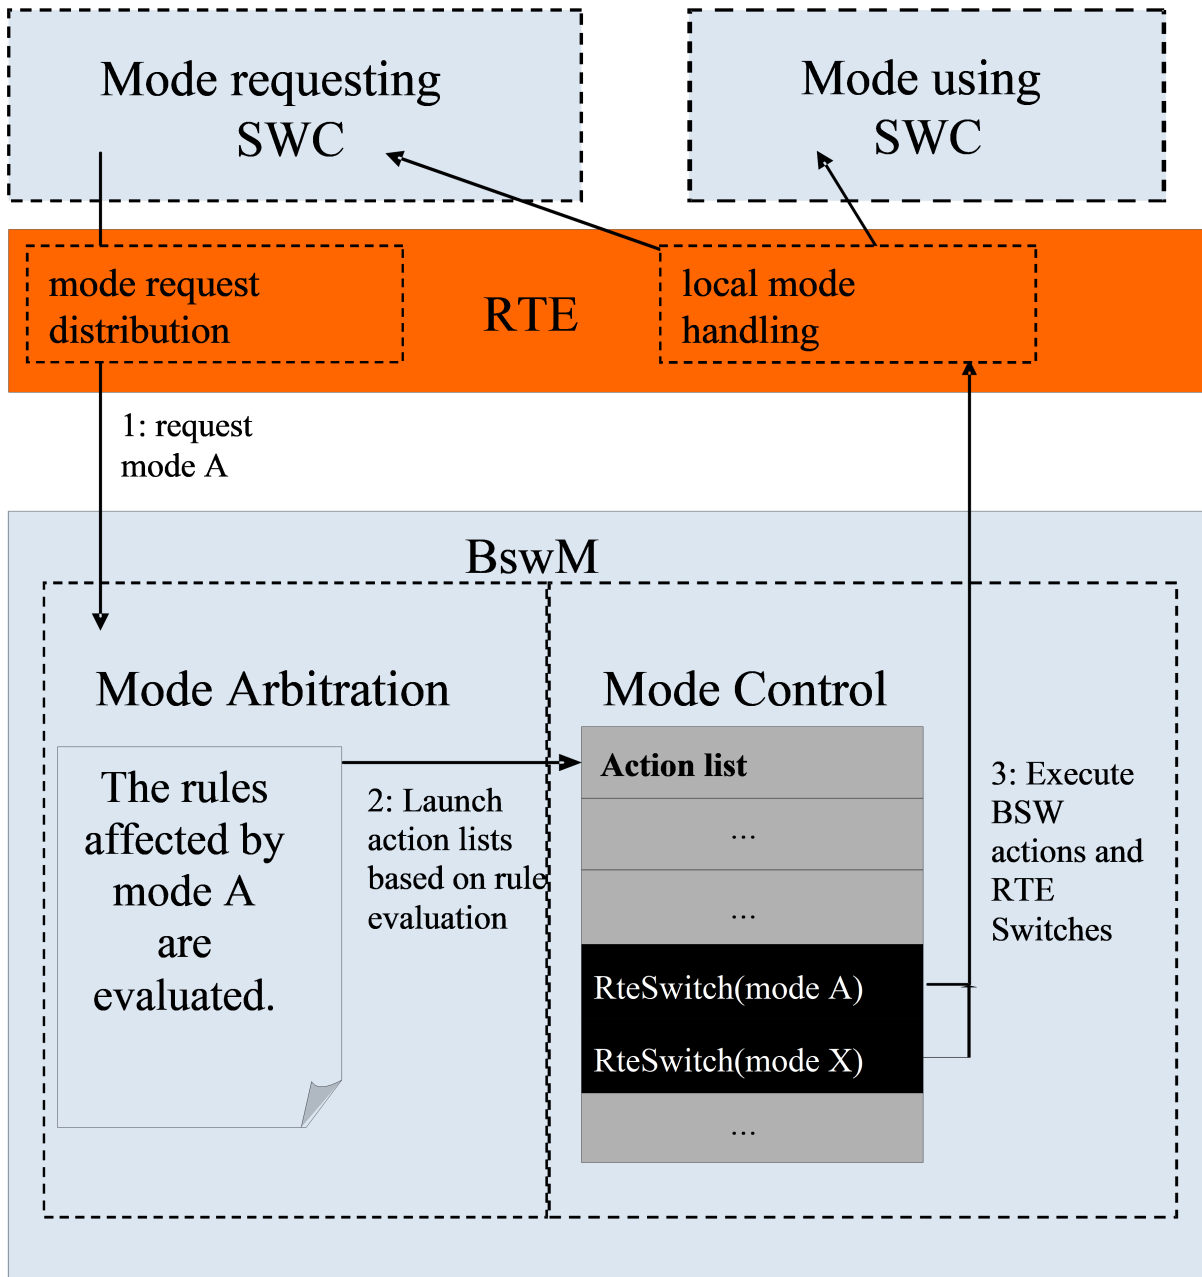 Mode requesting
SWC
Mode using
SWC
mode request
distribution
RTE
local mode
handling
1: request
mode A
BswM
Mode Arbitration
Mode Control
The rules
affected by
mode A
are
evaluated.
2: Launch
action lists
based on rule
evaluation
Action list
...
...
RteSwitch(mode A)
RteSwitch(mode X)
...
3: Execute
BSW
actions and
RTE
Switches